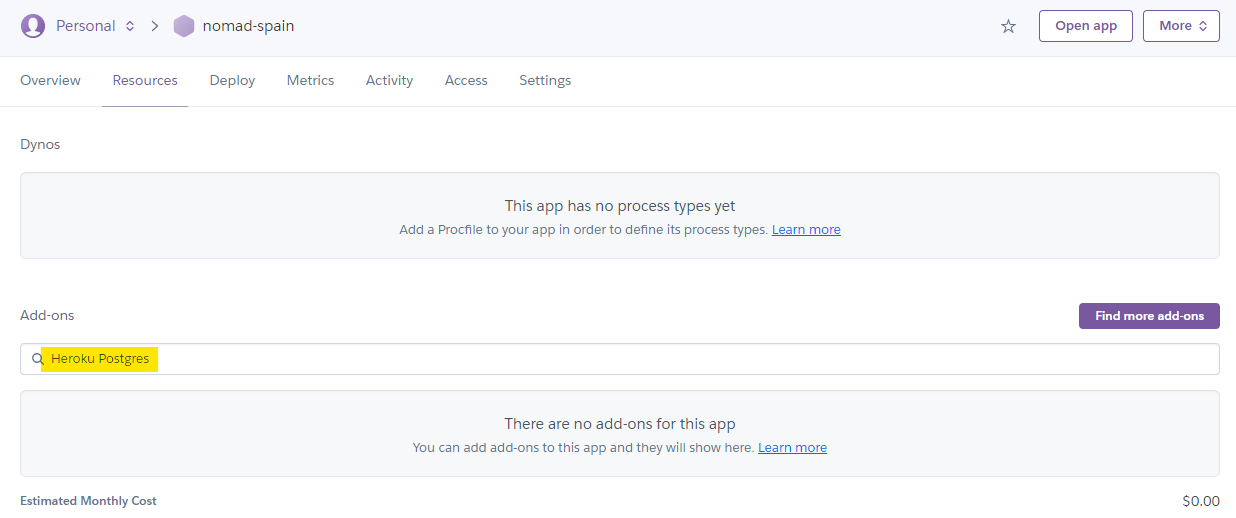 Personal nomad-spain Open app More
Overview Resources Deploy Metrics Activity Access Settings
Dynos
This app has no process types yet
Add a Procfile to your app in order to define its process types. Learn more
Add-ons Find more add-ons
Heroku Postgres
There are no add-ons for this app
You can add add-ons to this app and they will show here. Learn more
Estimated Monthly Cost $0.00